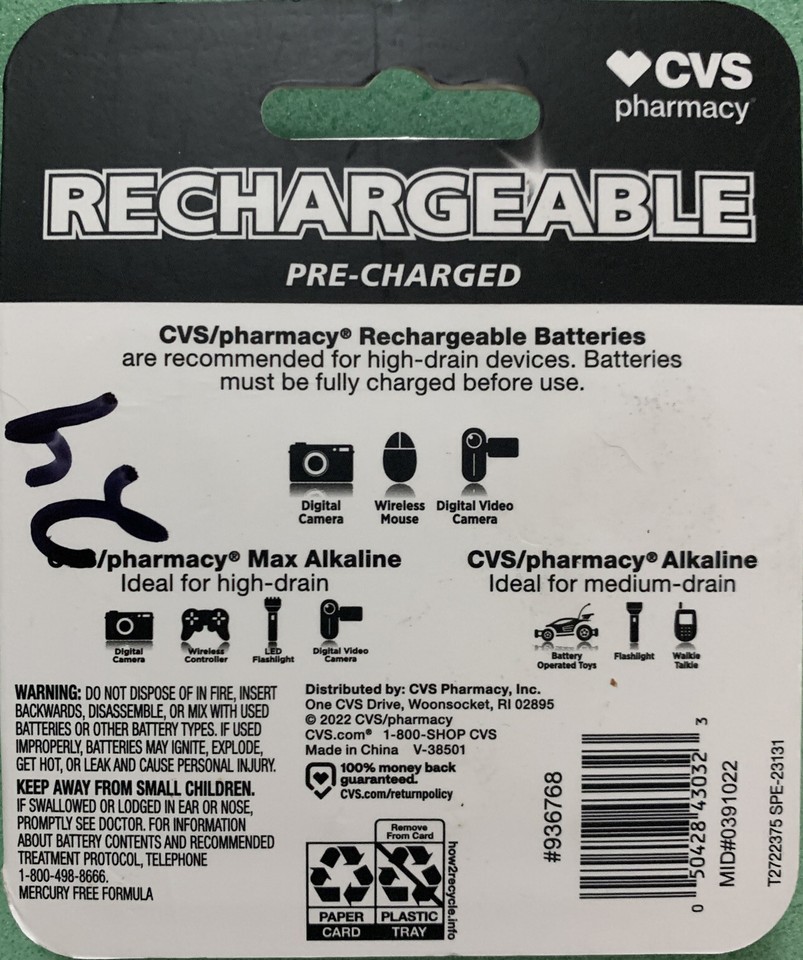 CVS
pharmacy
RECHARGEABLE
PRE-CHARGED
CVS/pharmacy® Rechargeable Batteries
are recommended for high-drain devices. Batteries
must be fully charged before use.
Digital
Camera
Wireless
Mouse
Digital Video
Camera
/pharmacy® Max Alkaline
Ideal for high-drain
Digital
Camera
Wireless
Controller
LED
Flashlight
Digital Video
Camera
CVS/pharmacy® Alkaline
Ideal for medium-drain
Battery
Operated Toys
Flashlight
Walkie
Talkie
WARNING: DO NOT DISPOSE OF IN FIRE, INSERT
BACKWARDS, DISASSEMBLE, OR MIX WITH USED
BATTERIES OR OTHER BATTERY TYPES. IF USED
IMPROPERLY, BATTERIES MAY IGNITE, EXPLODE,
GET HOT, OR LEAK AND CAUSE PERSONAL INJURY.
KEEP AWAY FROM SMALL CHILDREN.
IF SWALLOWED OR LODGED IN EAR OR NOSE,
PROMPTLY SEE DOCTOR. FOR INFORMATION
ABOUT BATTERY CONTENTS AND RECOMMENDED
TREATMENT PROTOCOL, TELEPHONE
1-800-498-8666.
MERCURY FREE FORMULA
Distributed by: CVS Pharmacy, Inc.
One CVS Drive, Woonsocket, RI 02895
© 2022 CVS/pharmacy
CVS.com® 1-800-SHOP CVS
Made in China V-38501
100% money back
guaranteed.
CVS.com/returnpolicy
Remove
From Card
PAPER
CARD
PLASTIC
TRAY
how2recycle.info
#936768
0 50428 43032 3
MID#0391022
T2722375 SPE-23131